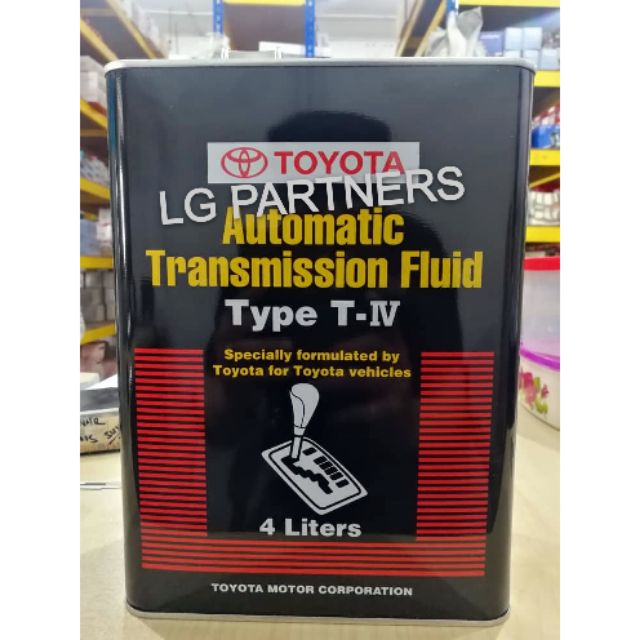 TOYOTA
LG PARTNERS
Automatic
Transmission Fluid
Type T-IV
Specially formulated by
Toyota for Toyota vehicles
4 Liters
TOYOTA MOTOR CORPORATION